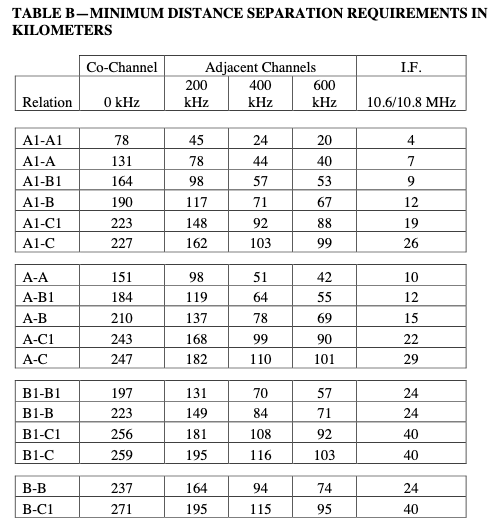 TABLE B—MINIMUM DISTANCE SEPARATION REQUIREMENTS IN
KILOMETERS
Co-Channel Adjacent Channels I.F.
200 400 600
Relation 0 kHz kHz kHz kHz 10.6/10.8 MHz
A1-A1 78 45 24 20 4
A1-A 131 78 44 40 7
A1-B1 164 98 57 53 9
A1-B 190 117 71 67 12
A1-C1 223 148 92 88 19
A1-C 227 162 103 99 26
A-A 151 98 51 42 10
A-B1 184 119 64 55 12
A-B 210 137 78 69 15
A-C1 243 168 99 90 22
A-C 247 182 110 101 29
B1-B1 197 131 70 57 24
B1-B 223 149 84 71 24
B1-C1 256 181 108 92 40
B1-C 259 195 116 103 40
B-B 237 164 94 74 24
B-C1 271 195 115 95 40